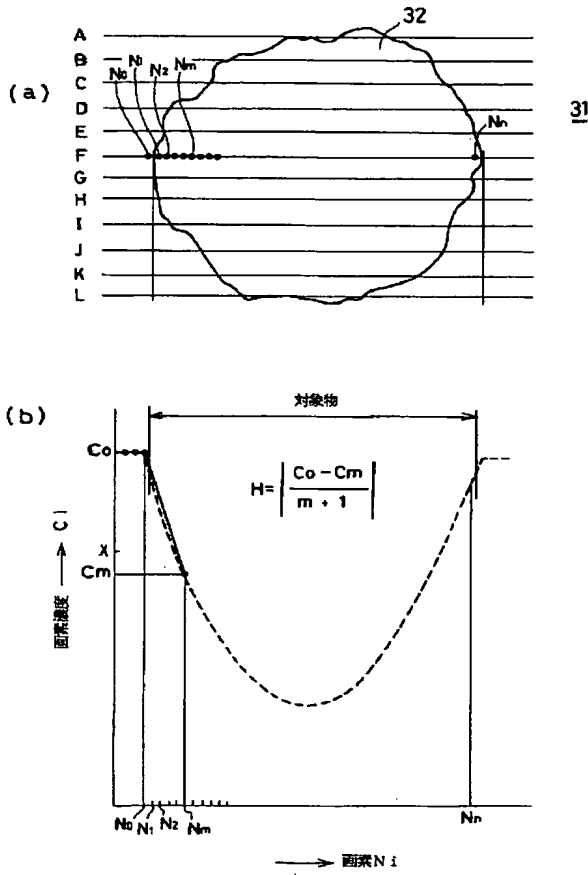 (a)
A
B
C
D
E
F
G
H
I
J
K
L
N0 N1 N2 Nm
Nn
32
31
(b)
対象物
Co
H=|Co-Cm/m+1|
画素濃度 → Ci
X
Cm
N0 N1 N2 Nm Nn
→ 画素Ni